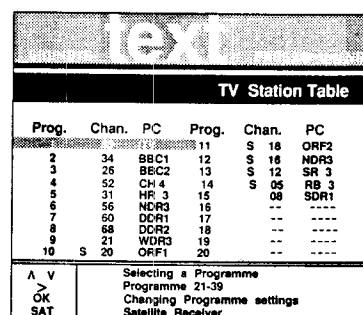 text
TV Station Table
Prog. Chan. PC Prog. Chan. PC
11 S 18 ORF2
2 34 BBC1 12 S 16 NDR3
3 26 BBC2 13 S 12 SR 3
4 52 CH 4 14 S 05 RB 3
5 31 HR 3 15 08 SDR1
6 56 NDR3 16 -- ----
7 60 DDR1 17 -- ----
8 68 DDR2 18 -- ----
9 21 WDR3 19 -- ----
10 S 20 ORF1 20 -- ----
Λ V Selecting a Programme
> Programme 21-39
OK Changing Programme settings
SAT Satellite Receiver